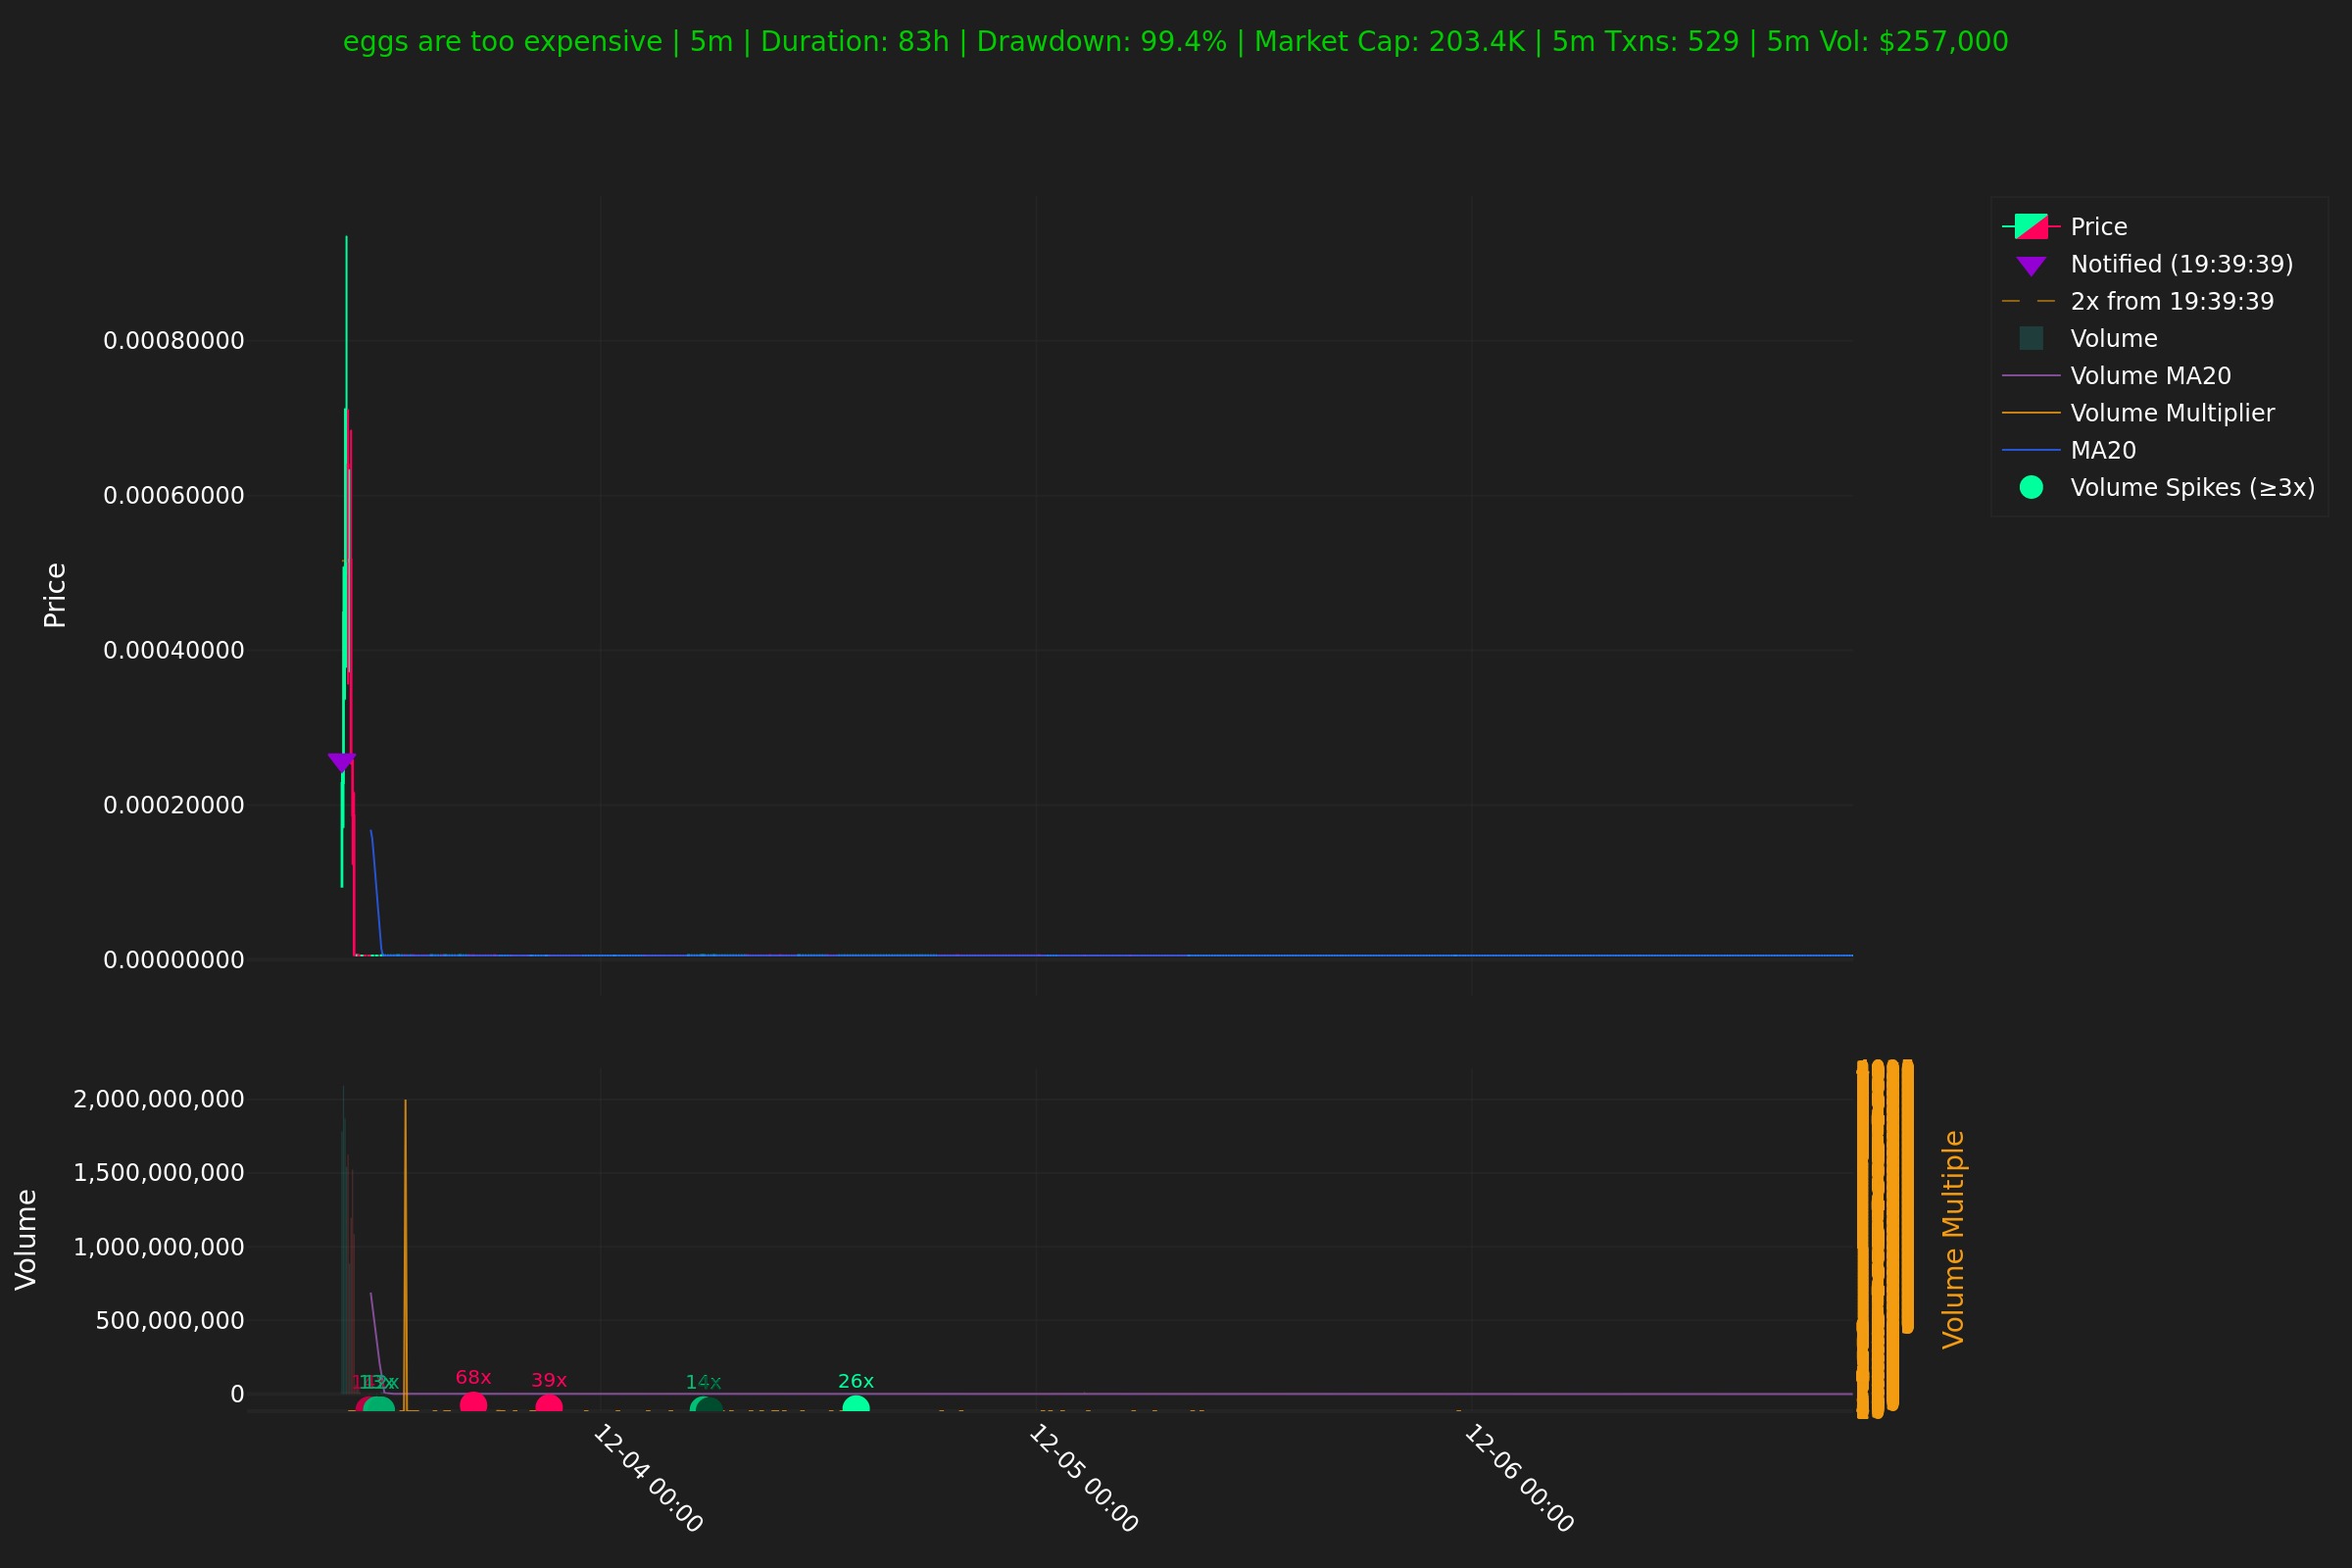 eggs are too expensive | 5m | Duration: 83h | Drawdown: 99.4% | Market Cap: 203.4K | 5m Txns: 529 | 5m Vol: $257,000
Price
Notified (19:39:39)
2x from 19:39:39
Volume
Volume MA20
Volume Multiplier
MA20
Volume Spikes (≥3x)
Price
0.00080000
0.00060000
0.00040000
0.00020000
0.00000000
Volume
2,000,000,000
1,500,000,000
1,000,000,000
500,000,000
0
68x
39x
14x
26x
Volume Multiple
12-04 00:00
12-05 00:00
12-06 00:00